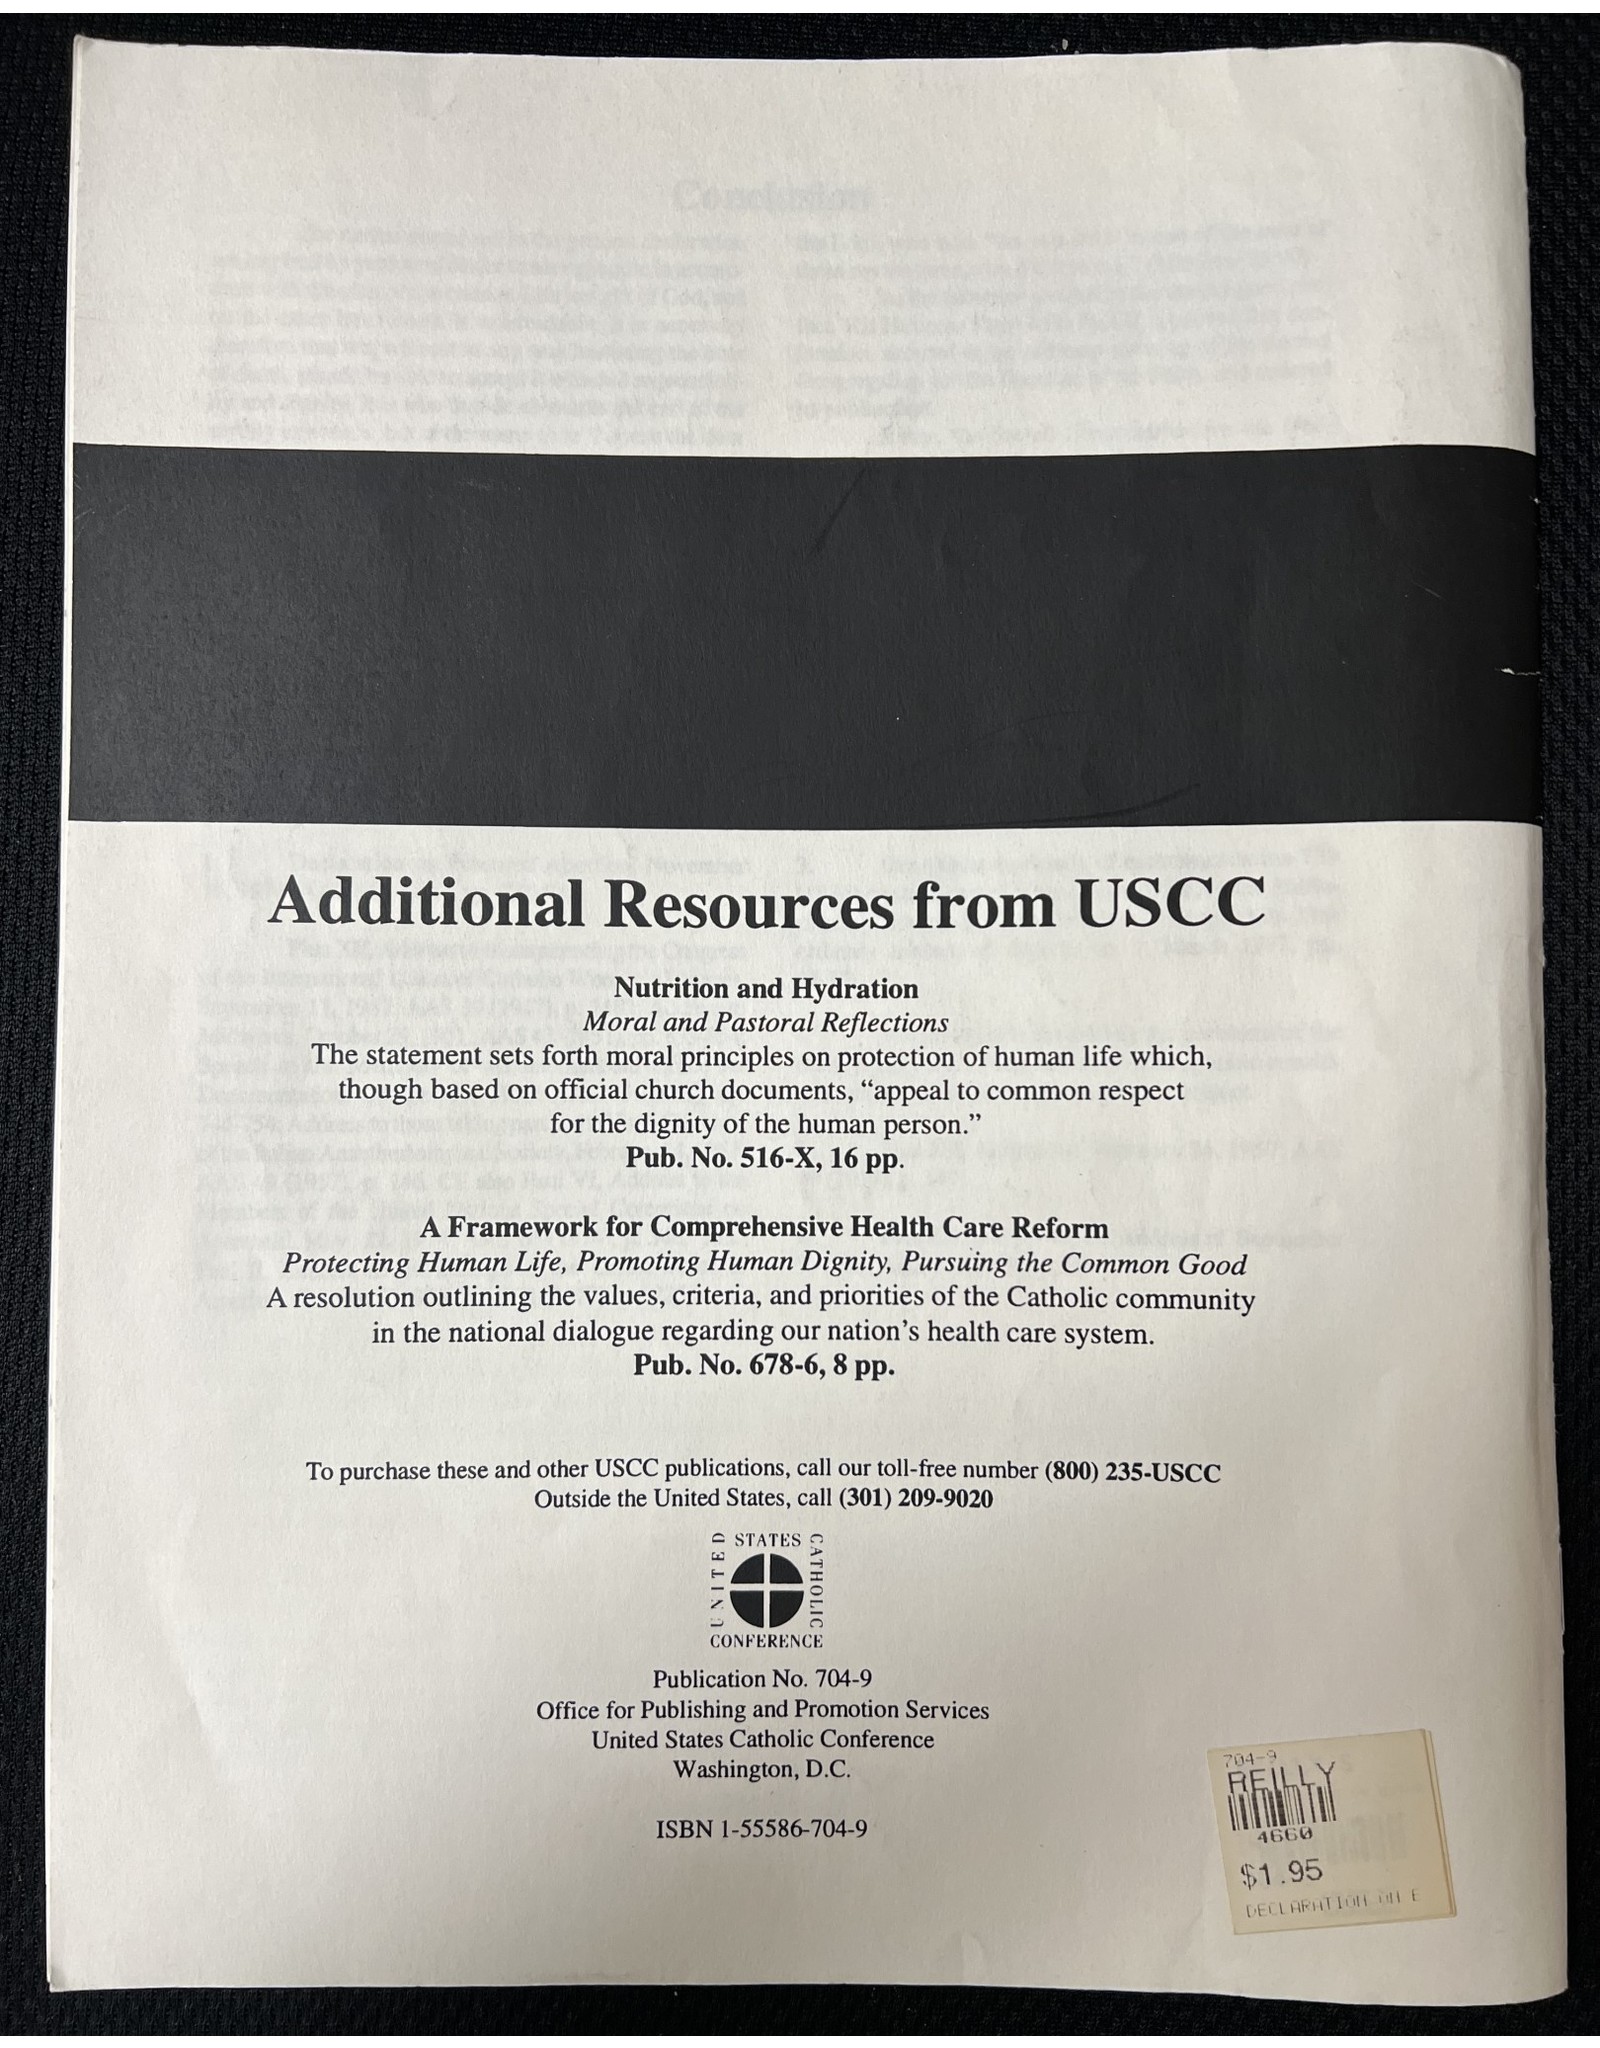 Conclusion
Additional Resources from USCC
Nutrition and Hydration
Moral and Pastoral Reflections
The statement sets forth moral principles on protection of human life which,
though based on official church documents, “appeal to common respect
for the dignity of the human person.”
Pub. No. 516-X, 16 pp.
A Framework for Comprehensive Health Care Reform
Protecting Human Life, Promoting Human Dignity, Pursuing the Common Good
A resolution outlining the values, criteria, and priorities of the Catholic community
in the national dialogue regarding our nation’s health care system.
Pub. No. 678-6, 8 pp.
To purchase these and other USCC publications, call our toll-free number (800) 235-USCC
Outside the United States, call (301) 209-9020
UNITED STATES CATHOLIC
CONFERENCE
Publication No. 704-9
Office for Publishing and Promotion Services
United States Catholic Conference
Washington, D.C.
ISBN 1-55586-704-9
704-9
REILLY
4660
$1.95
DECLARATION ON E